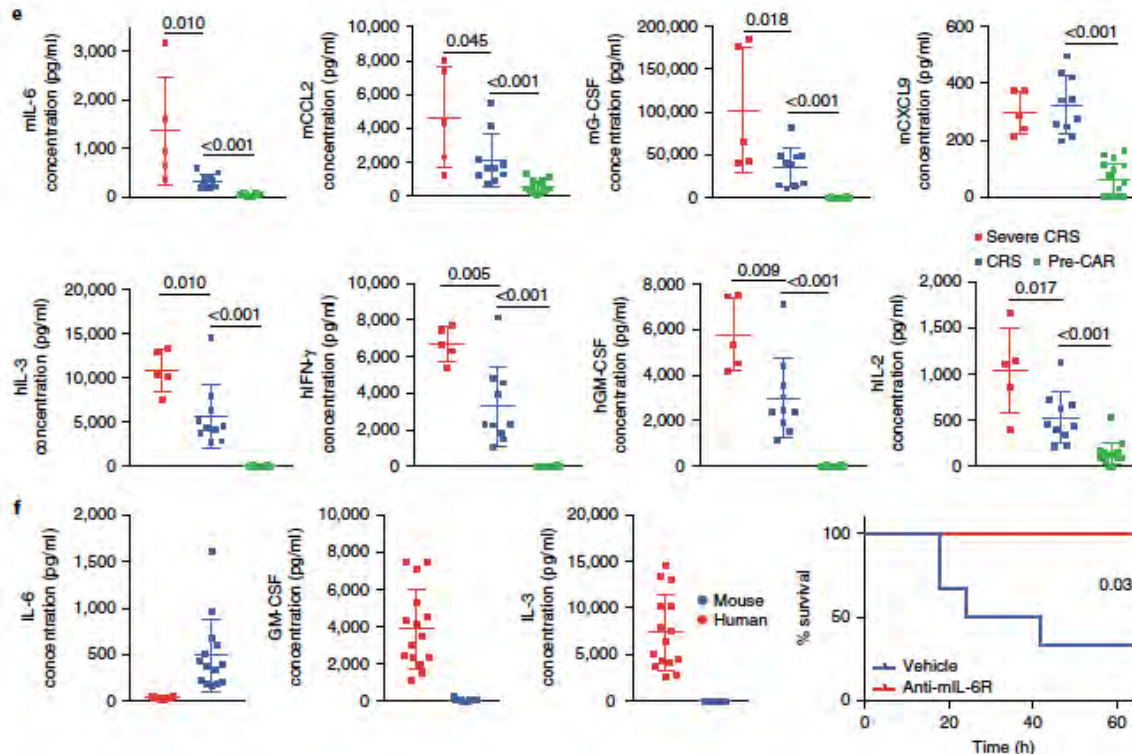 e
mIL-6
concentration (pg/ml)
3,000
2,000
1,000
0
0.010
<0.001
mCCL2
concentration (pg/ml)
10,000
8,000
6,000
4,000
2,000
0
0.045
<0.001
mG-CSF
concentration (pg/ml)
200,000
150,000
100,000
50,000
0
0.018
<0.001
mCXCL9
concentration (pg/ml)
600
400
200
0
<0.001
Severe CRS
CRS
Pre-CAR
hIL-3
concentration (pg/ml)
20,000
15,000
10,000
5,000
0
0.010
<0.001
hIFN-γ
concentration (pg/ml)
10,000
8,000
6,000
4,000
2,000
0
0.005
<0.001
hGM-CSF
concentration (pg/ml)
8,000
6,000
4,000
2,000
0
0.009
<0.001
hIL-2
concentration (pg/ml)
2,000
1,500
1,000
500
0
0.017
<0.001
f
IL-6
concentration (pg/ml)
2,000
1,500
1,000
500
0
GM-CSF
concentration (pg/ml)
10,000
8,000
6,000
4,000
2,000
0
IL-3
concentration (pg/ml)
20,000
15,000
10,000
5,000
0
Mouse
Human
% survival
100
50
100
0.03
Vehicle
Anti-mIL-6R
0
20
40
60
Time (h)